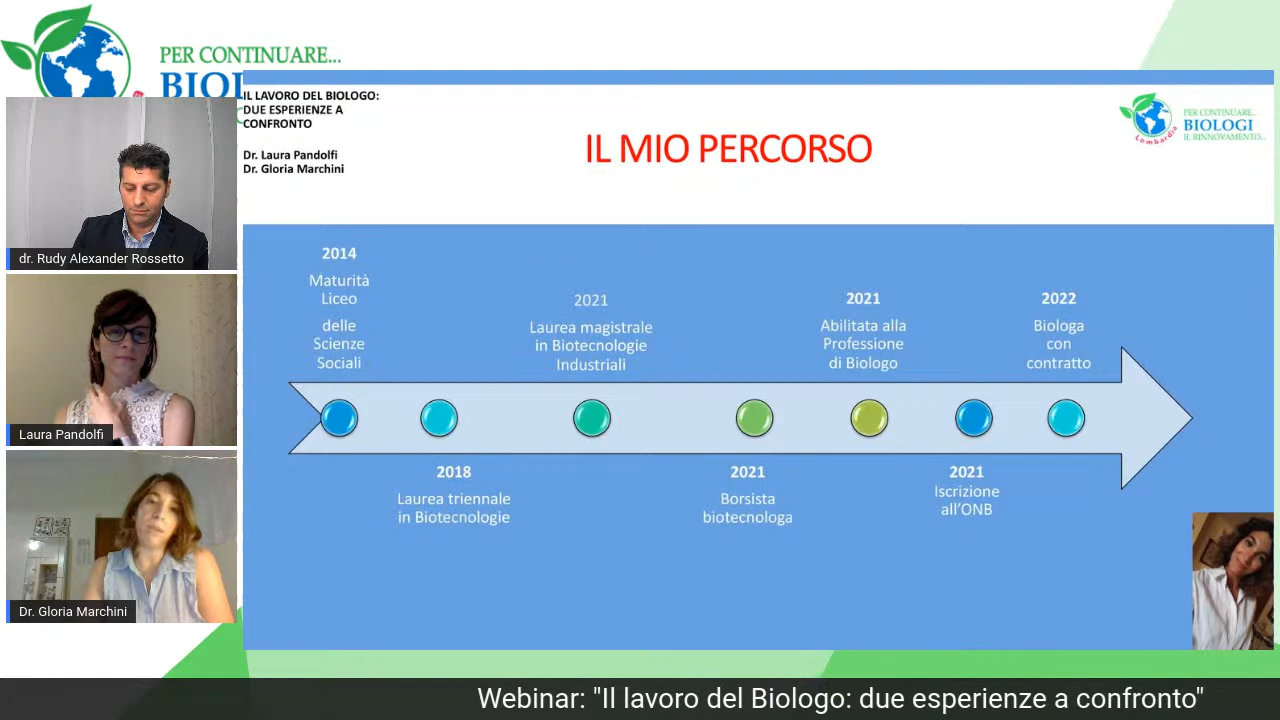 PER CONTINUARE...
BIOL
IL LAVORO DEL BIOLOGO:
DUE ESPERIENZE A
CONFRONTO
Dr. Laura Pandolfi
Dr. Gloria Marchini
IL MIO PERCORSO
PER CONTINUARE...
BIOLOGI
IL RINNOVAMENTO...
Lombardia
dr. Rudy Alexander Rossetto
Laura Pandolfi
Dr. Gloria Marchini
2014
Maturità
Liceo
delle
Scienze
Sociali
2018
Laurea triennale
in Biotecnologie
2021
Laurea magistrale
in Biotecnologie
Industriali
2021
Borsista
biotecnologa
2021
Abilitata alla
Professione
di Biologo
2021
Iscrizione
all'ONB
2022
Biologa
con
contratto
Webinar: "Il lavoro del Biologo: due esperienze a confronto"